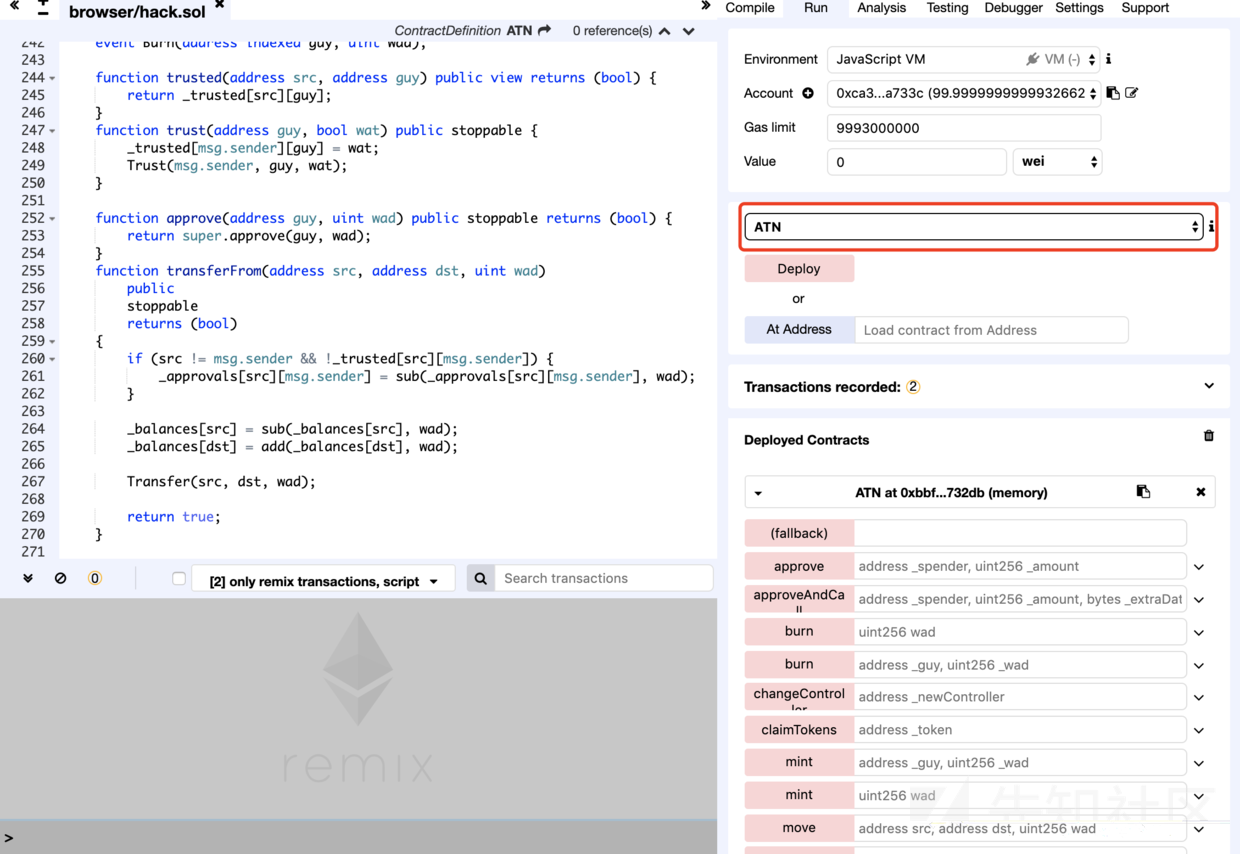 browser/hack.sol
ContractDefinition ATN 0 reference(s)
242 event Burn(address indexed guy, uint wad);
243
244 function trusted(address src, address guy) public view returns (bool) {
245 return _trusted[src][guy];
246 }
247 function trust(address guy, bool wat) public stoppable {
248 _trusted[msg.sender][guy] = wat;
249 Trust(msg.sender, guy, wat);
250 }
251
252 function approve(address guy, uint wad) public stoppable returns (bool) {
253 return super.approve(guy, wad);
254 }
255 function transferFrom(address src, address dst, uint wad)
256 public
257 stoppable
258 returns (bool)
259 {
260 if (src != msg.sender && !_trusted[src][msg.sender]) {
261 _approvals[src][msg.sender] = sub(_approvals[src][msg.sender], wad);
262 }
263
264 _balances[src] = sub(_balances[src], wad);
265 _balances[dst] = add(_balances[dst], wad);
266
267 Transfer(src, dst, wad);
268
269 return true;
270 }
271
0 [2] only remix transactions, script Search transactions
remix
>
Compile Run Analysis Testing Debugger Settings Support
Environment JavaScript VM VM (-)
Account 0xca3...a733c (99.9999999999932662
Gas limit 9993000000
Value 0 wei
ATN
Deploy
or
At Address Load contract from Address
Transactions recorded: 2
Deployed Contracts
ATN at 0xbbf...732db (memory)
(fallback)
approve address _spender, uint256 _amount
approveAndCall address _spender, uint256 _amount, bytes _extraDat
burn uint256 wad
burn address _guy, uint256 _wad
changeController address _newController
claimTokens address _token
mint address _guy, uint256 _wad
mint uint256 wad
move address src, address dst, uint256 wad
先知社区